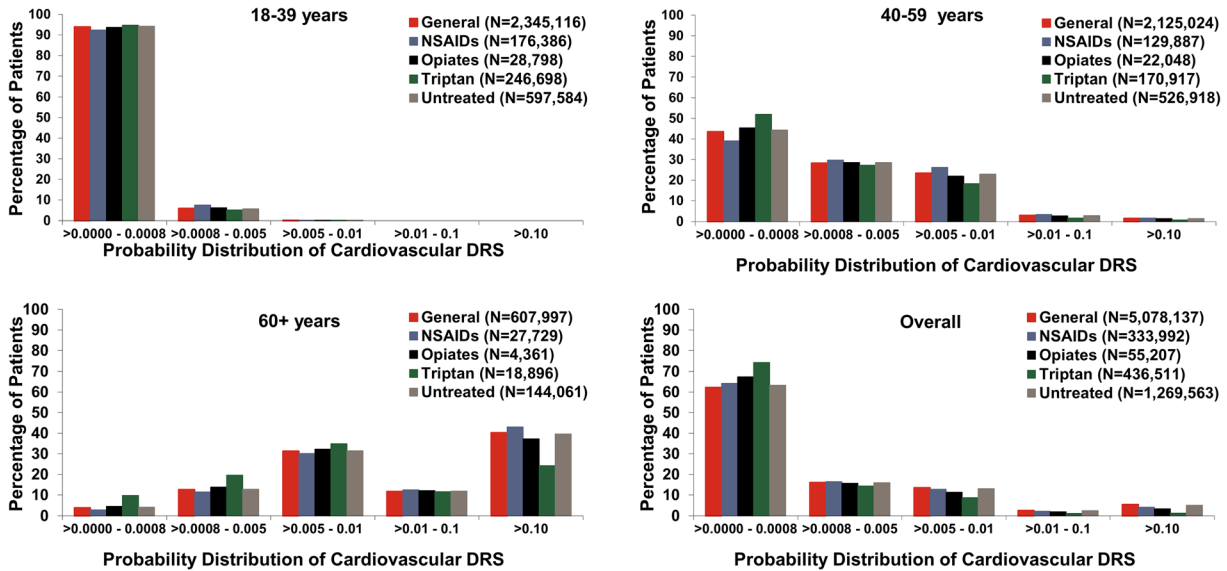 18-39 years
Percentage of Patients
100
90
80
70
60
50
40
30
20
10
0
General (N=2,345,116)
NSAIDs (N=176,386)
Opiates (N=28,798)
Triptan (N=246,698)
Untreated (N=597,584)
>0.0000 - 0.0008 >0.0008 - 0.005 >0.005 - 0.01 >0.01 - 0.1 >0.10
Probability Distribution of Cardiovascular DRS
40-59 years
Percentage of Patients
100
90
80
70
60
50
40
30
20
10
0
General (N=2,125,024)
NSAIDs (N=129,887)
Opiates (N=22,048)
Triptan (N=170,917)
Untreated (N=526,918)
>0.0000 - 0.0008 >0.0008 - 0.005 >0.005 - 0.01 >0.01 - 0.1 >0.10
Probability Distribution of Cardiovascular DRS
60+ years
Percentage of Patients
100
90
80
70
60
50
40
30
20
10
0
General (N=607,997)
NSAIDs (N=27,729)
Opiates (N=4,361)
Triptan (N=18,896)
Untreated (N=144,061)
>0.0000 - 0.0008 >0.0008 - 0.005 >0.005 - 0.01 >0.01 - 0.1 >0.10
Probability Distribution of Cardiovascular DRS
Overall
Percentage of Patients
100
90
80
70
60
50
40
30
20
10
0
General (N=5,078,137)
NSAIDs (N=333,992)
Opiates (N=55,207)
Triptan (N=436,511)
Untreated (N=1,269,563)
>0.0000 - 0.0008 >0.0008 - 0.005 >0.005 - 0.01 >0.01 - 0.1 >0.10
Probability Distribution of Cardiovascular DRS